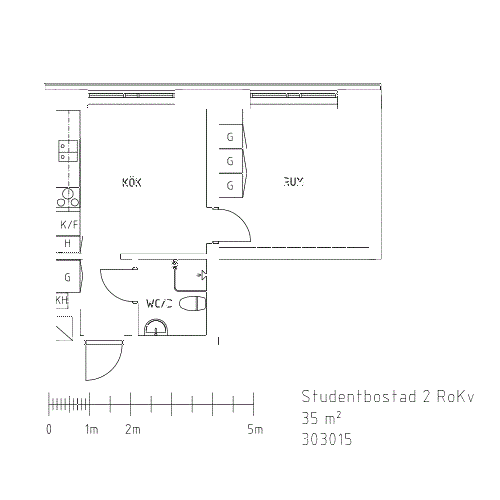 G
G
KÖK
RUM
G
K/F
H
G
WC/D
KH
0 1m 2m 5m
Studentbostad 2 RoKv
35 m²
303015